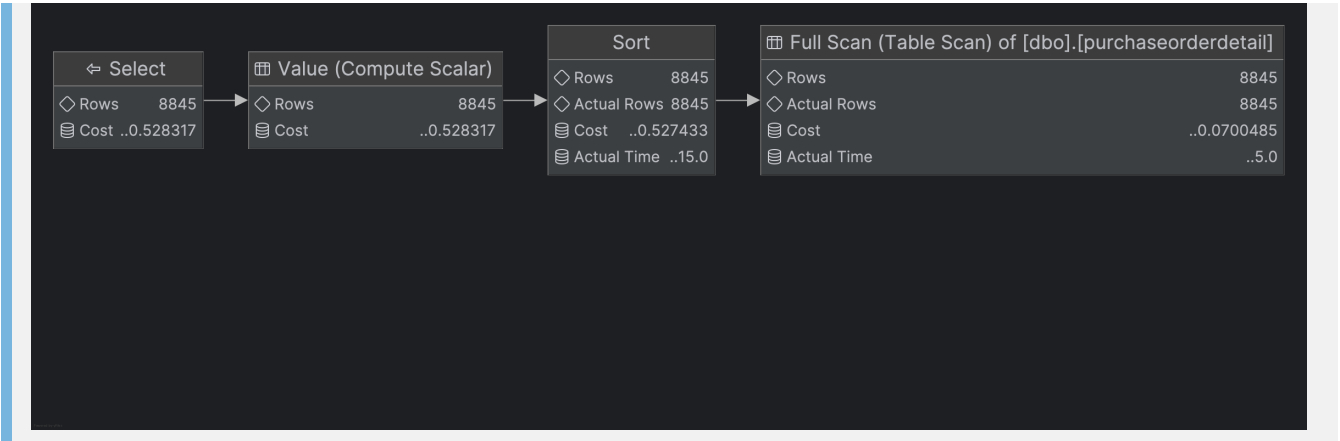 Select
Rows 8845
Cost ..0.528317
Value (Compute Scalar)
Rows 8845
Cost ..0.528317
Sort
Rows 8845
Actual Rows 8845
Cost ..0.527433
Actual Time ..15.0
Full Scan (Table Scan) of [dbo].[purchaseorderdetail]
Rows 8845
Actual Rows 8845
Cost ..0.0700485
Actual Time ..5.0